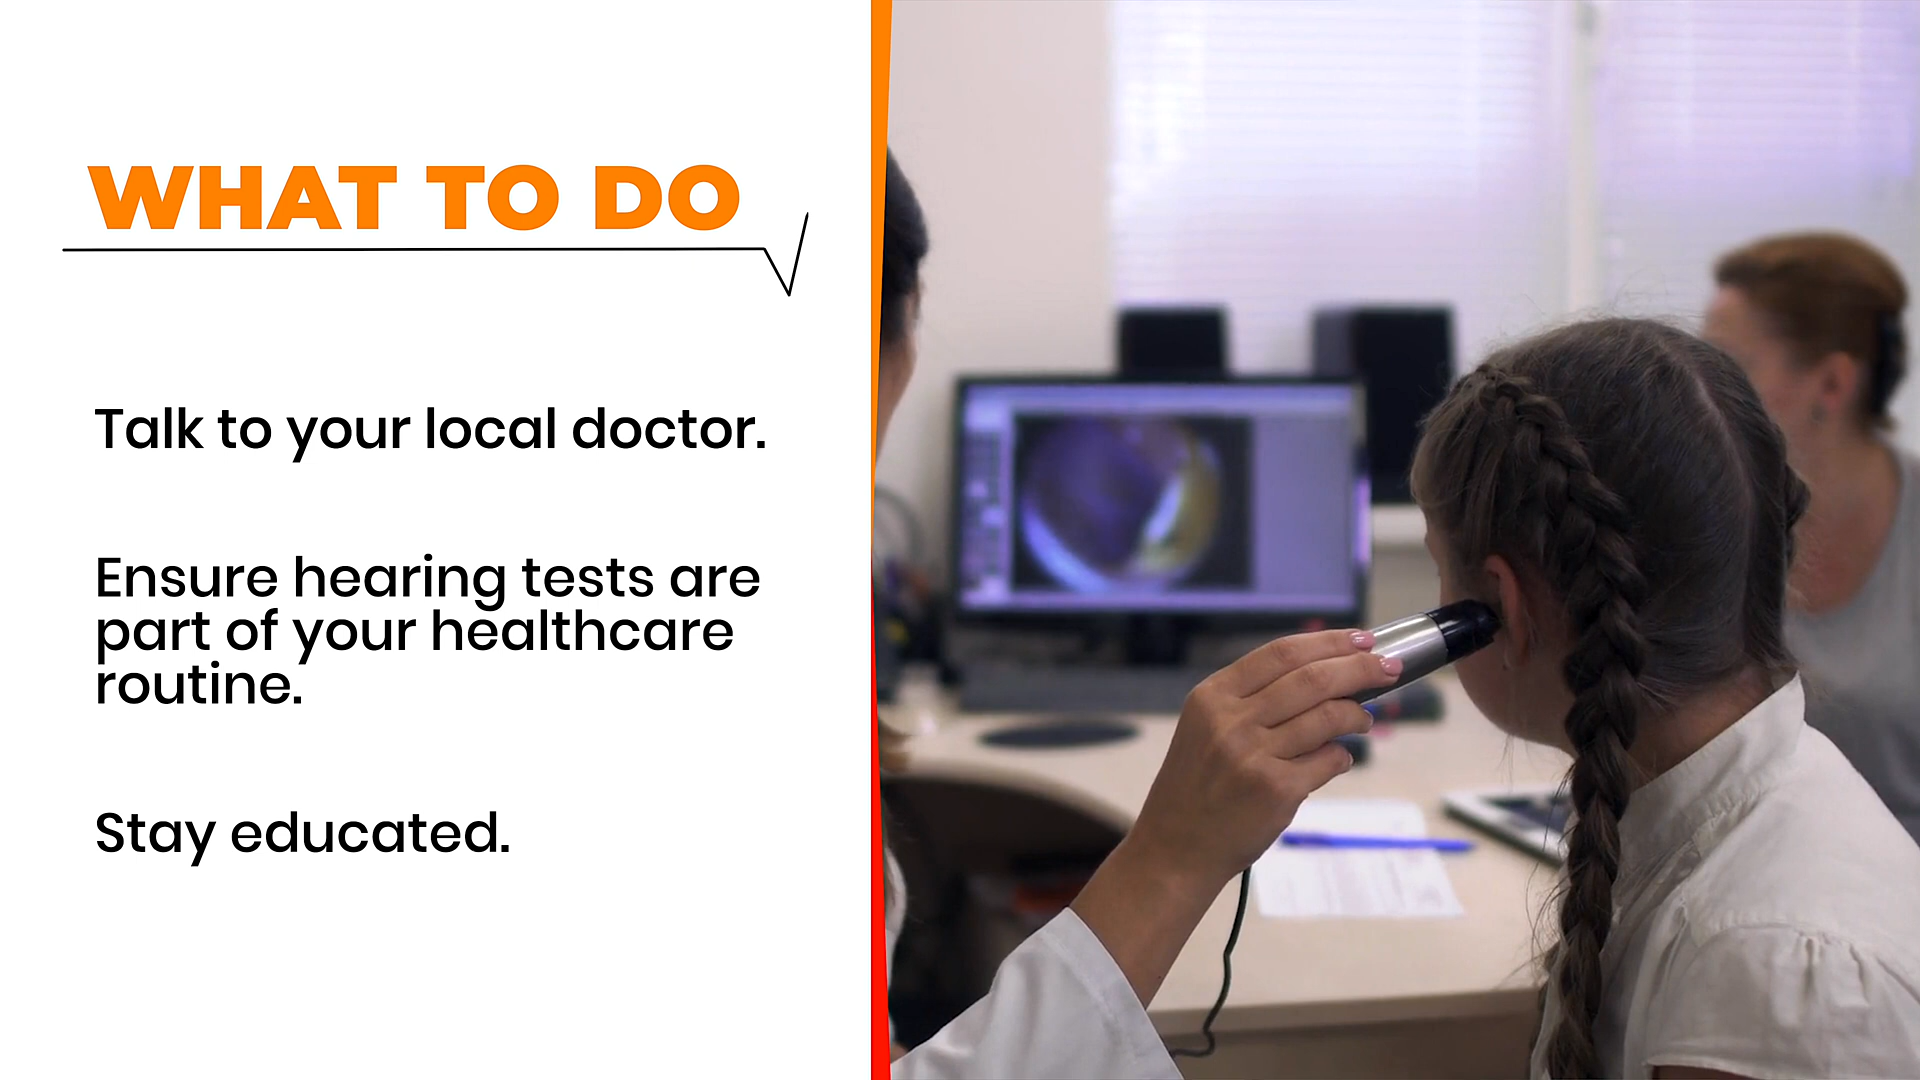 WHAT TO DO
Talk to your local doctor.
Ensure hearing tests are
part of your healthcare
routine.
Stay educated.